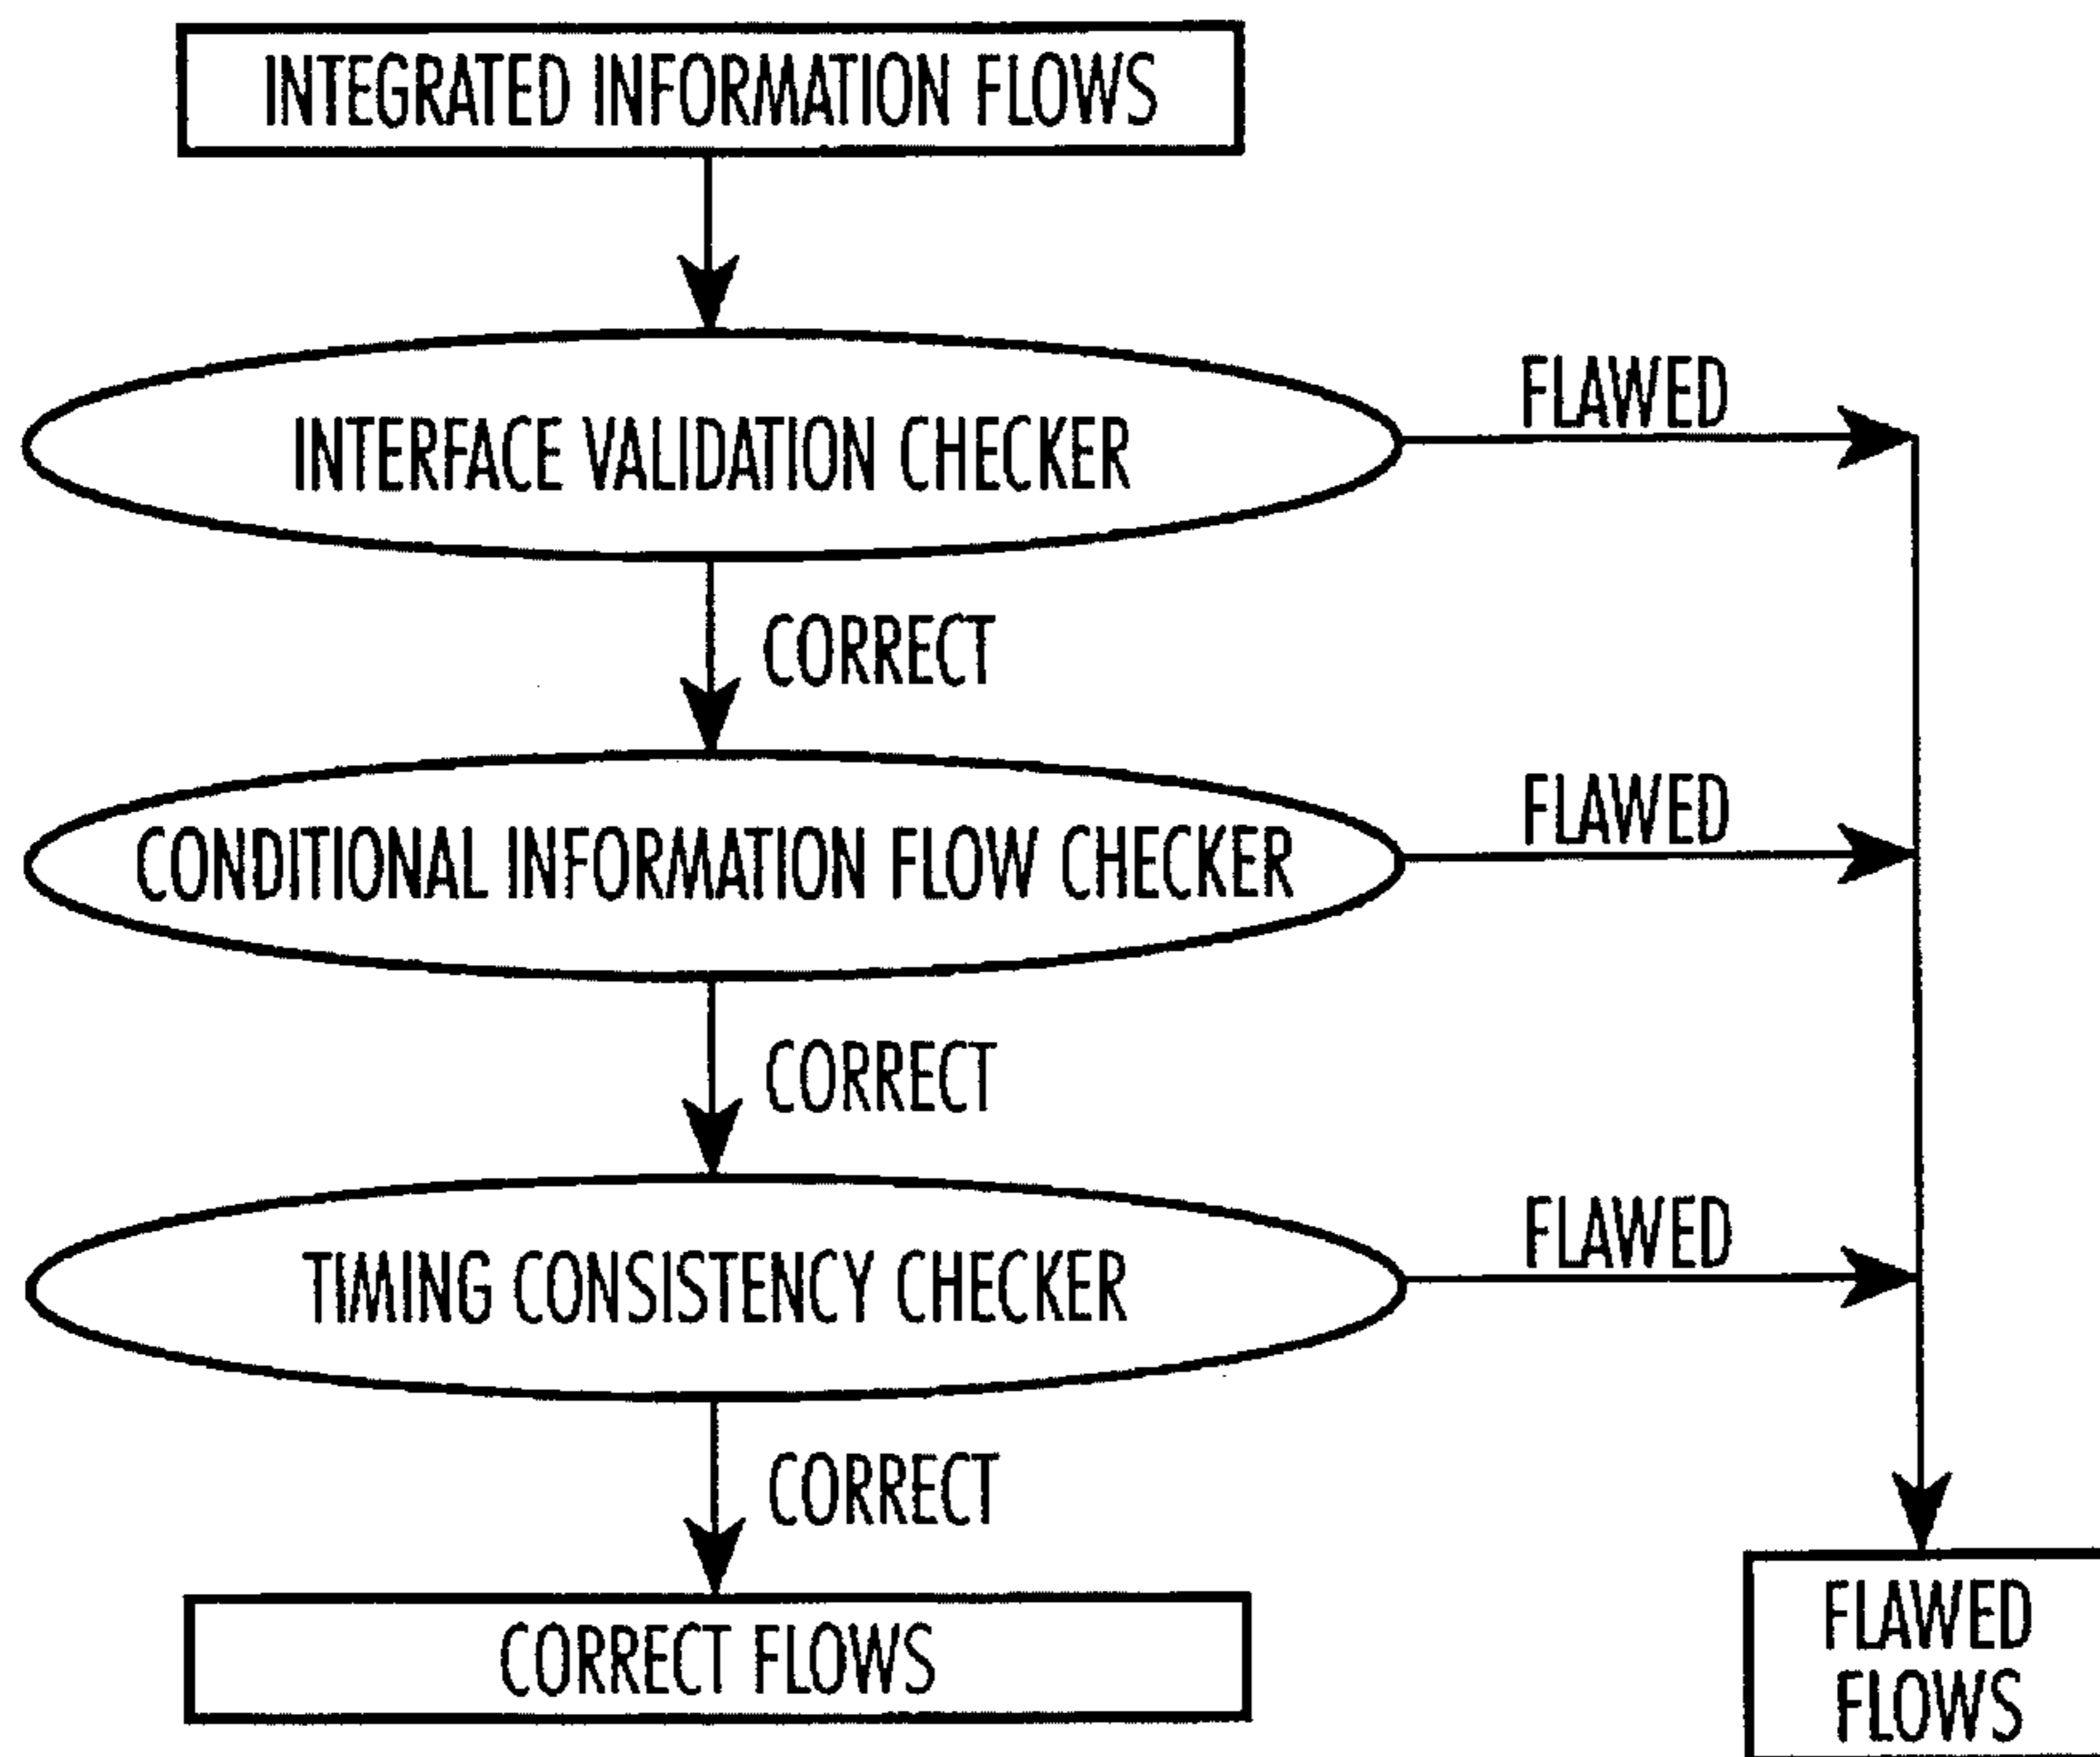 INTEGRATED INFORMATION FLOWS
INTERFACE VALIDATION CHECKER
FLAWED
CORRECT
CONDITIONAL INFORMATION FLOW CHECKER
FLAWED
CORRECT
TIMING CONSISTENCY CHECKER
FLAWED
CORRECT
CORRECT FLOWS
FLAWED
FLOWS